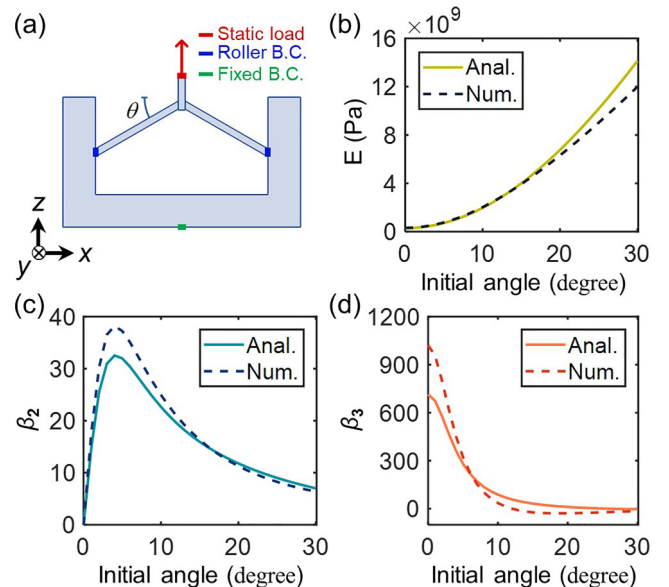 (a)
Static load
Roller B.C.
Fixed B.C.
θ
z
y
x
(b)
×10⁹
16
12
8
4
0
E (Pa)
Anal.
Num.
0 10 20 30
Initial angle (degree)
(c)
40
30
20
10
0
β₂
Anal.
Num.
0 10 20 30
Initial angle (degree)
(d)
1200
900
600
300
0
β₃
Anal.
Num.
0 10 20 30
Initial angle (degree)